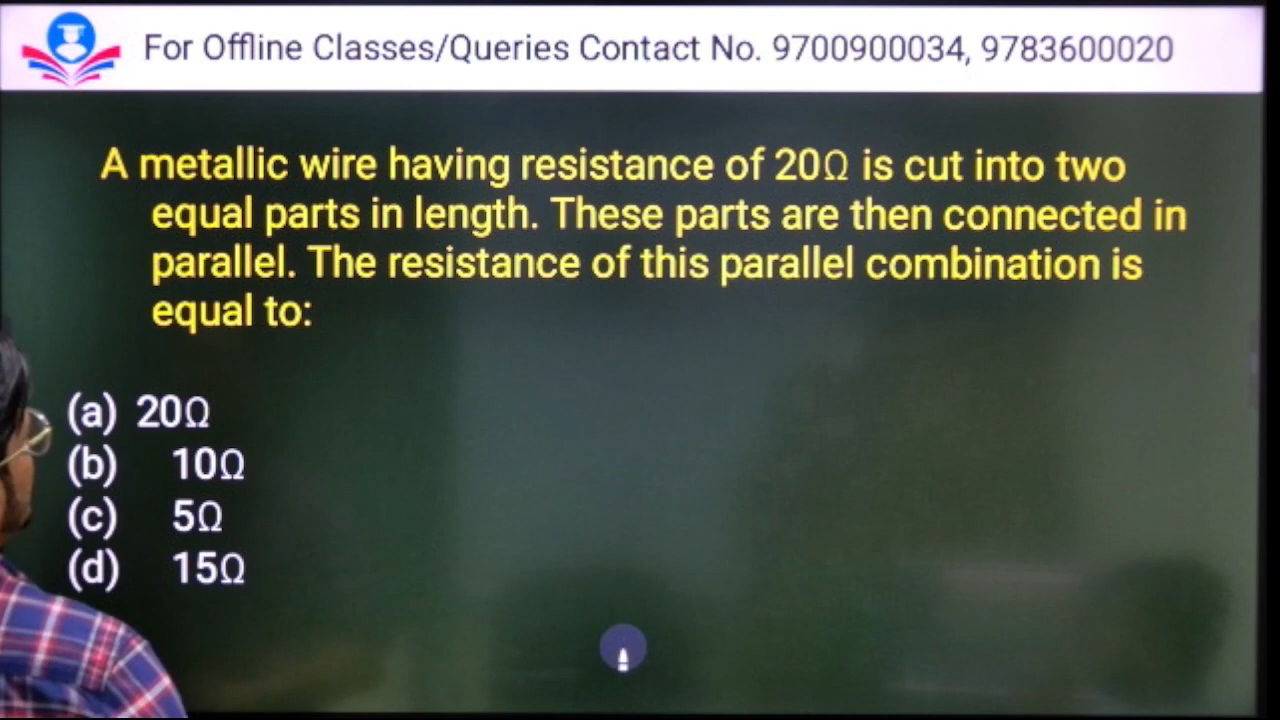 For Offline Classes/Queries Contact No. 9700900034, 9783600020
A metallic wire having resistance of 20Ω is cut into two
equal parts in length. These parts are then connected in
parallel. The resistance of this parallel combination is
equal to:
(a) 20Ω
(b) 10Ω
(c) 5Ω
(d) 15Ω